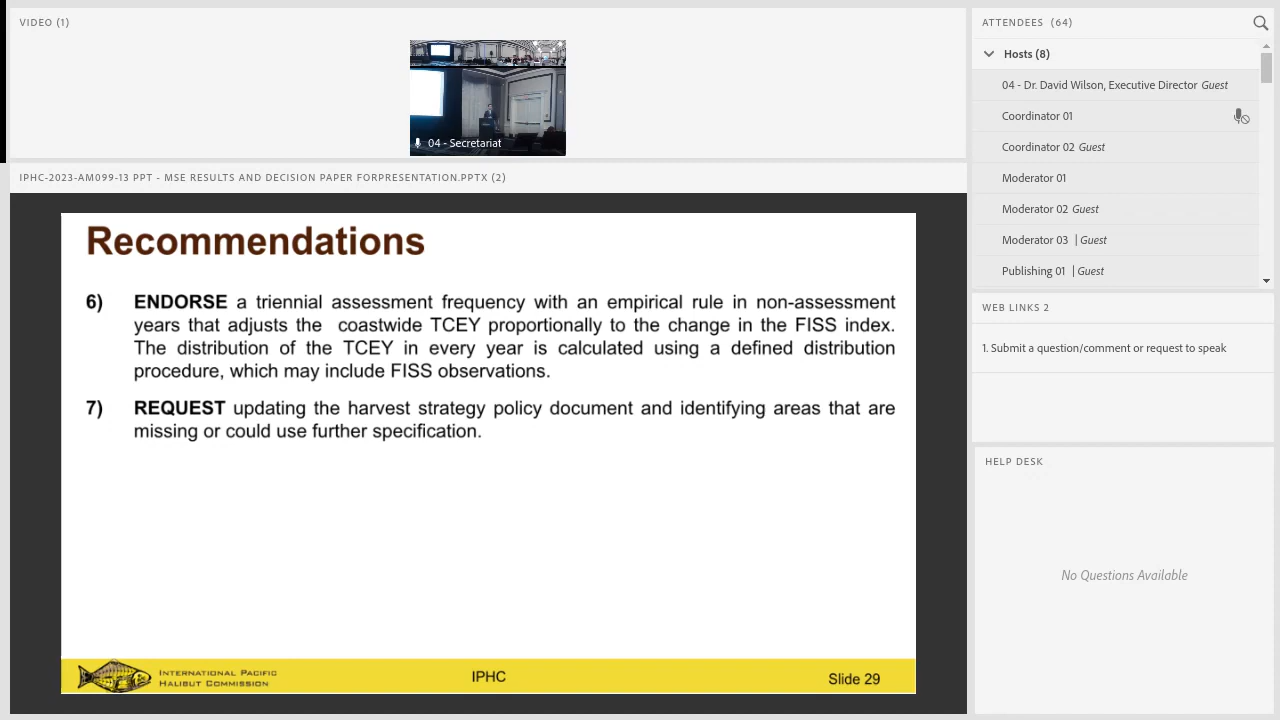 VIDEO (1)
04 - Secretariat
IPHC-2023-AM099-13 PPT - MSE RESULTS AND DECISION PAPER FORPRESENTATION.PPTX (2)
Recommendations
6) ENDORSE a triennial assessment frequency with an empirical rule in non-assessment
years that adjusts the coastwide TCEY proportionally to the change in the FISS index.
The distribution of the TCEY in every year is calculated using a defined distribution
procedure, which may include FISS observations.
7) REQUEST updating the harvest strategy policy document and identifying areas that are
missing or could use further specification.
INTERNATIONAL PACIFIC
HALIBUT COMMISSION
IPHC
Slide 29
ATTENDEES (64)
Hosts (8)
04 - Dr. David Wilson, Executive Director Guest
Coordinator 01
Coordinator 02 Guest
Moderator 01
Moderator 02 Guest
Moderator 03 | Guest
Publishing 01 | Guest
WEB LINKS 2
1. Submit a question/comment or request to speak
HELP DESK
No Questions Available